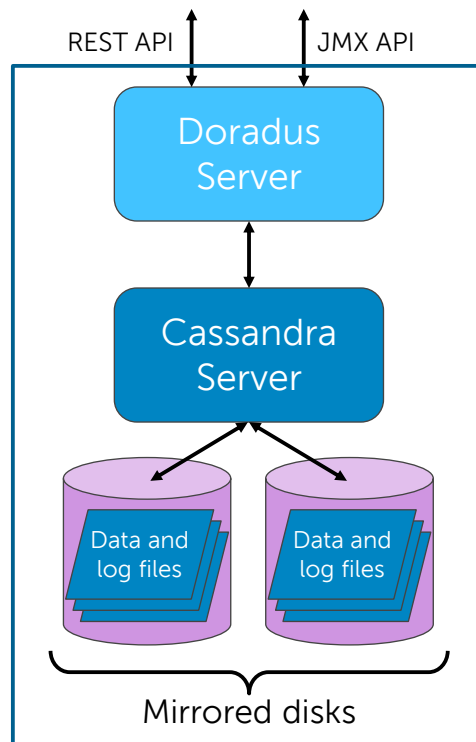 REST API
JMX API
Doradus
Server
Cassandra
Server
Data and
log files
Data and
log files
Mirrored disks